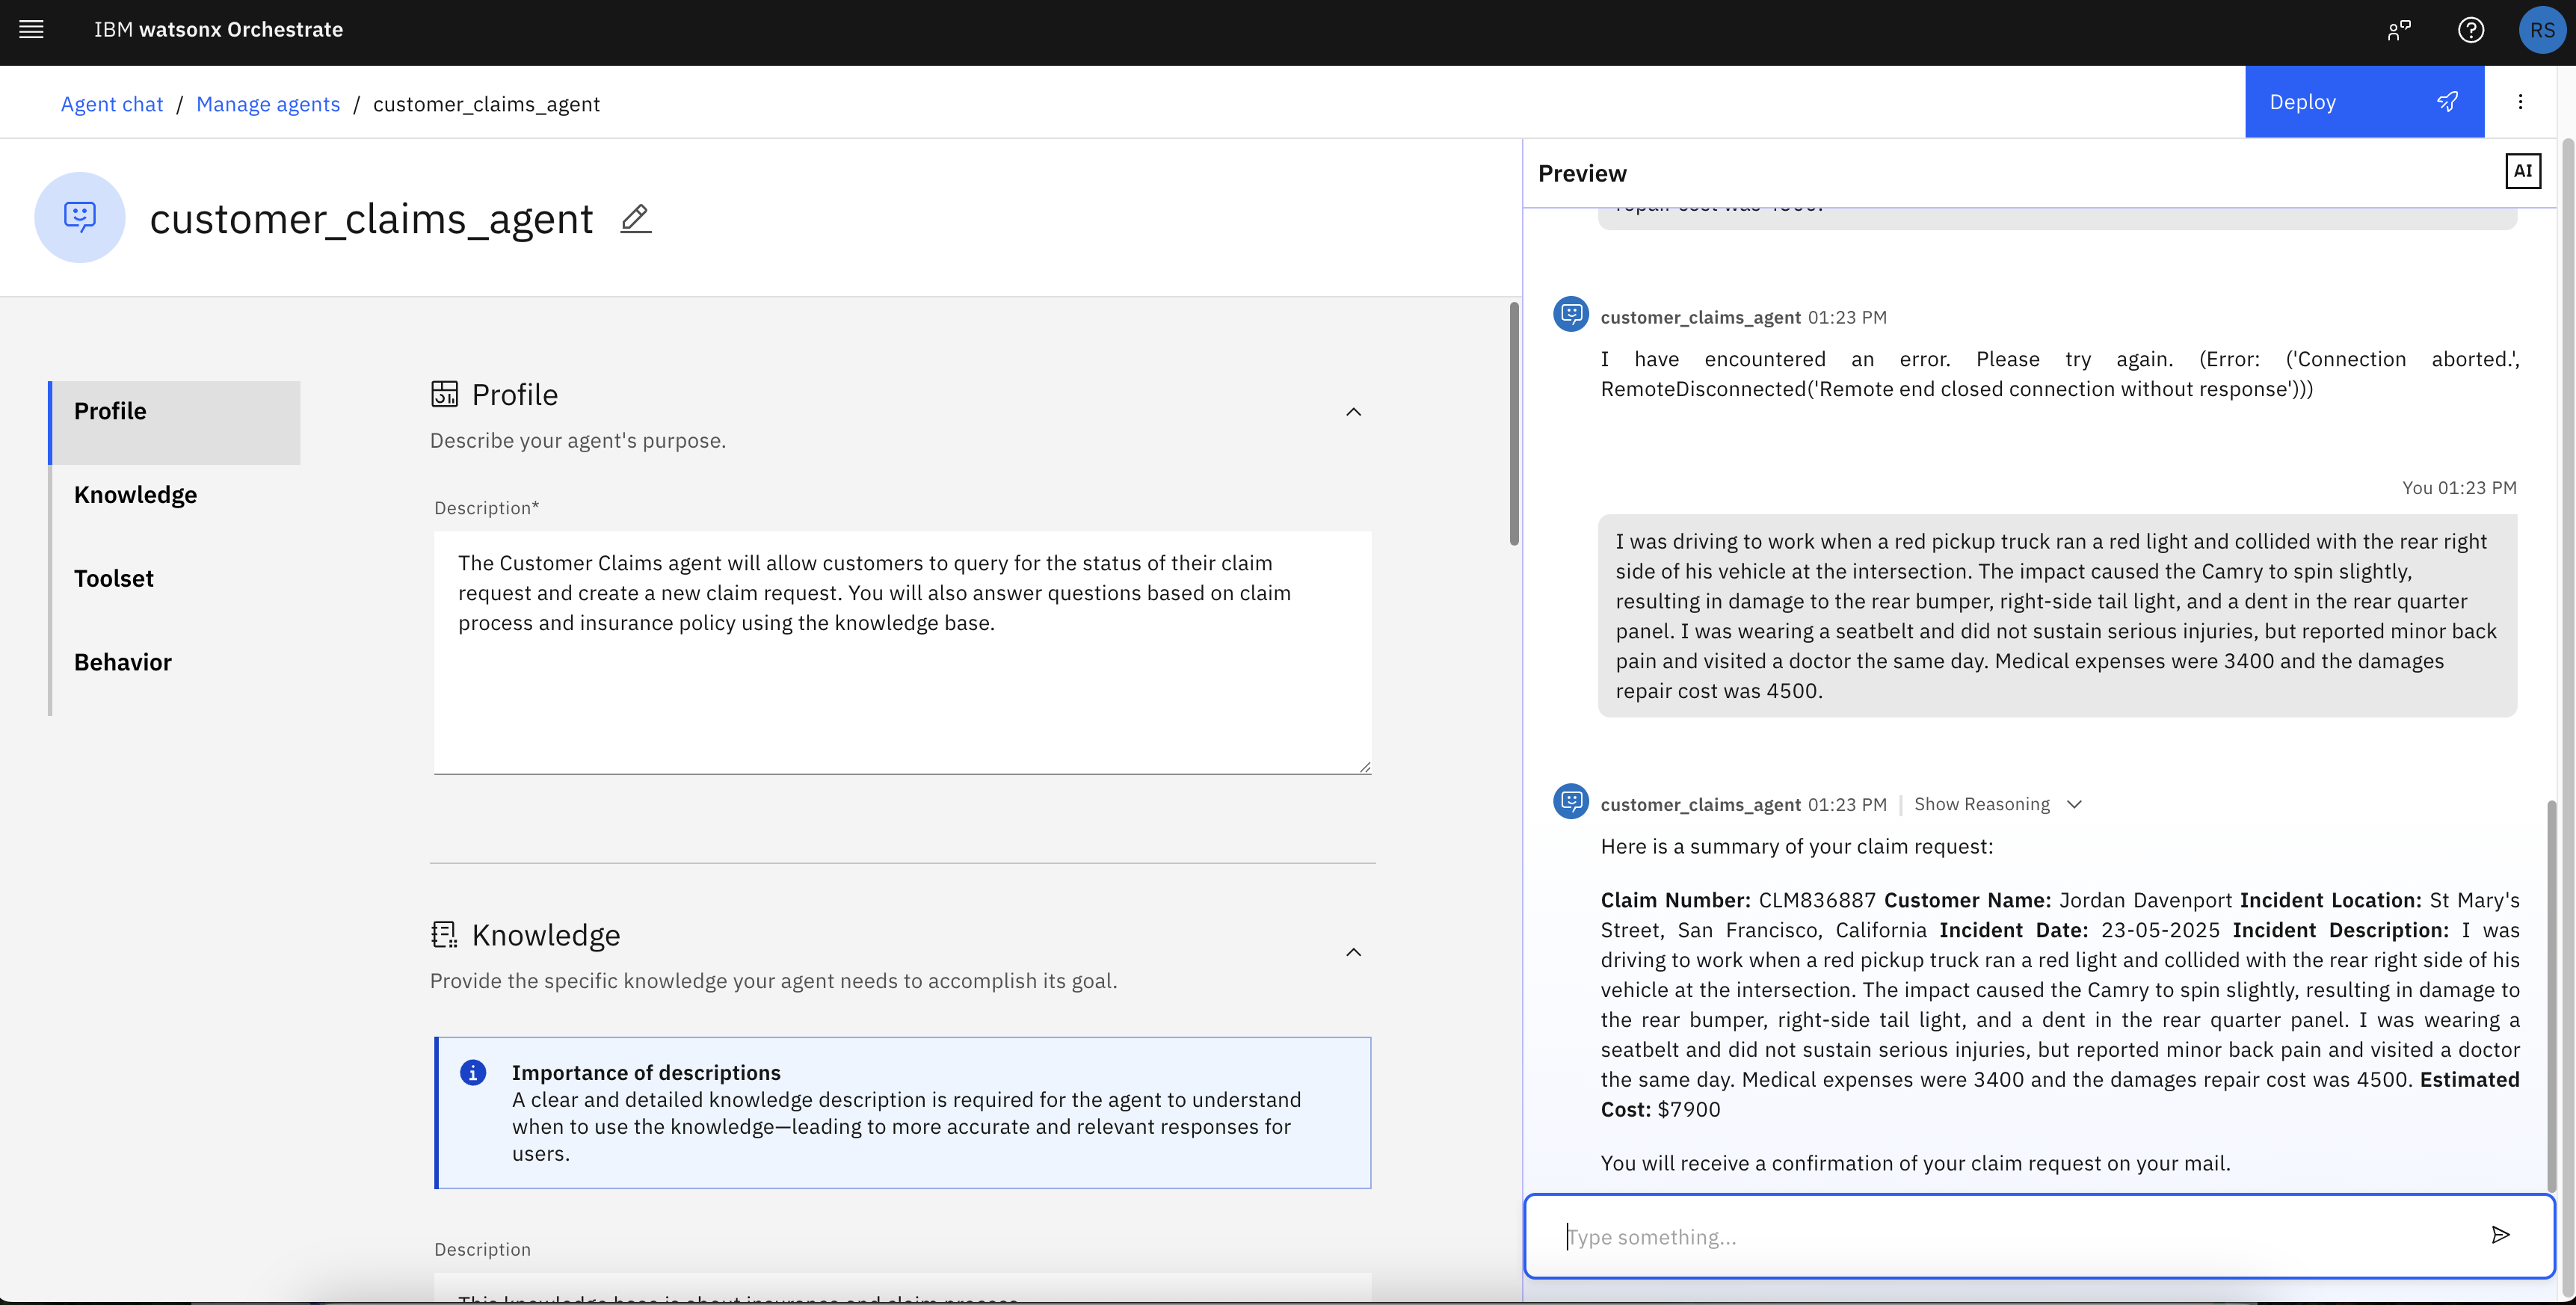 IBM watsonx Orchestrate
RS
Agent chat / Manage agents / customer_claims_agent
Deploy
customer_claims_agent
Profile
Knowledge
Toolset
Behavior
Profile
Describe your agent's purpose.
Description*
The Customer Claims agent will allow customers to query for the status of their claim
request and create a new claim request. You will also answer questions based on claim
process and insurance policy using the knowledge base.
Knowledge
Provide the specific knowledge your agent needs to accomplish its goal.
Importance of descriptions
A clear and detailed knowledge description is required for the agent to understand
when to use the knowledge—leading to more accurate and relevant responses for
users.
Description
This knowledge base is about insurance and claim process
Preview
AI
repair cost was 4500.
customer_claims_agent 01:23 PM
I have encountered an error. Please try again. (Error: ('Connection aborted.',
RemoteDisconnected('Remote end closed connection without response')))
You 01:23 PM
I was driving to work when a red pickup truck ran a red light and collided with the rear right
side of his vehicle at the intersection. The impact caused the Camry to spin slightly,
resulting in damage to the rear bumper, right-side tail light, and a dent in the rear quarter
panel. I was wearing a seatbelt and did not sustain serious injuries, but reported minor back
pain and visited a doctor the same day. Medical expenses were 3400 and the damages
repair cost was 4500.
customer_claims_agent 01:23 PM | Show Reasoning
Here is a summary of your claim request:
Claim Number: CLM836887 Customer Name: Jordan Davenport Incident Location: St Mary's
Street, San Francisco, California Incident Date: 23-05-2025 Incident Description: I was
driving to work when a red pickup truck ran a red light and collided with the rear right side of his
vehicle at the intersection. The impact caused the Camry to spin slightly, resulting in damage to
the rear bumper, right-side tail light, and a dent in the rear quarter panel. I was wearing a
seatbelt and did not sustain serious injuries, but reported minor back pain and visited a doctor
the same day. Medical expenses were 3400 and the damages repair cost was 4500. Estimated
Cost: $7900
You will receive a confirmation of your claim request on your mail.
Type something...